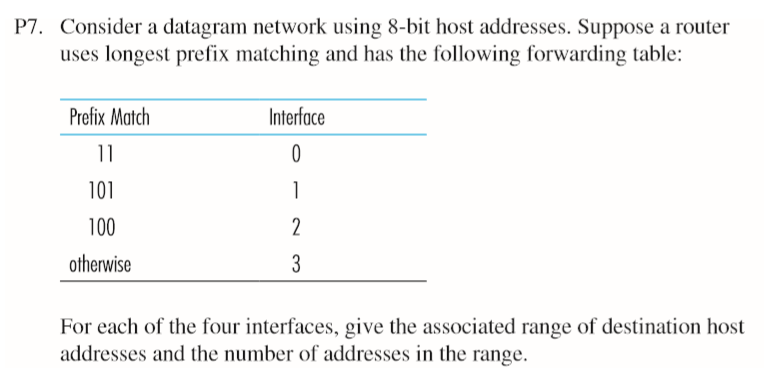 P7. Consider a datagram network using 8-bit host addresses. Suppose a router
uses longest prefix matching and has the following forwarding table:
Prefix Match Interface
11 0
101 1
100 2
otherwise 3
For each of the four interfaces, give the associated range of destination host
addresses and the number of addresses in the range.